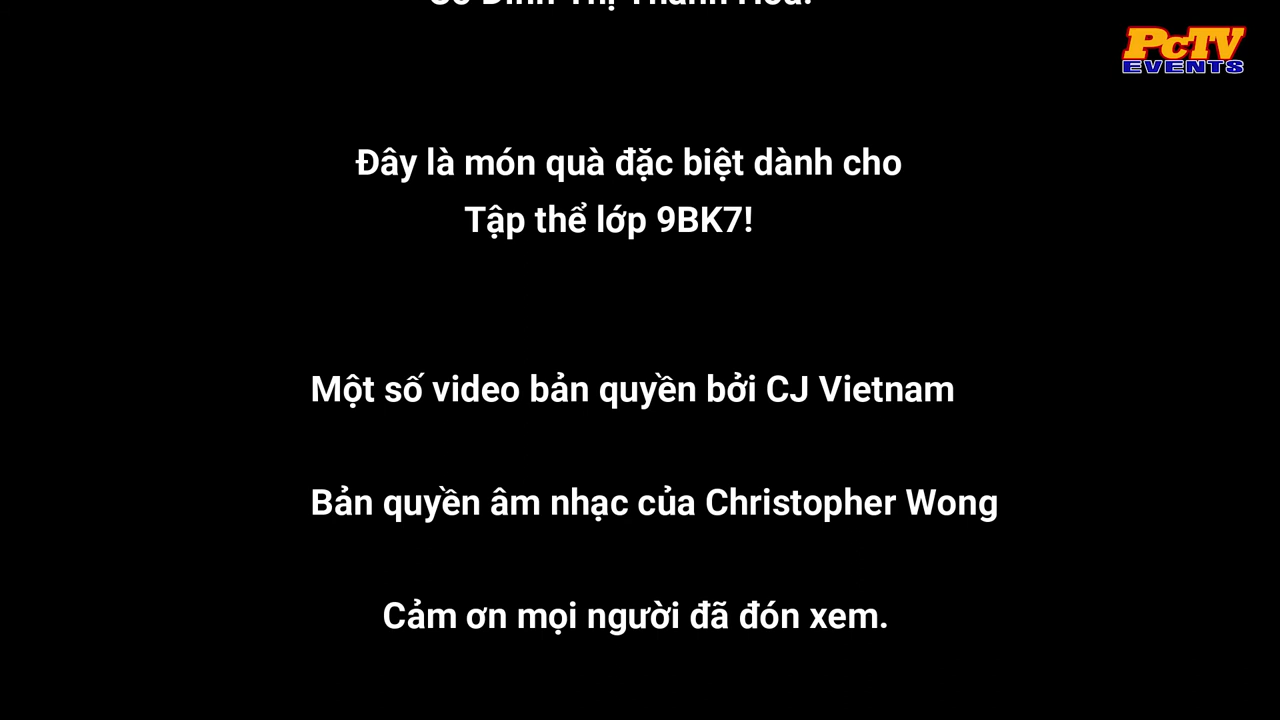 PcTV
EVENTS
Đây là món quà đặc biệt dành cho
Tập thể lớp 9BK7!
Một số video bản quyền bởi CJ Vietnam
Bản quyền âm nhạc của Christopher Wong
Cảm ơn mọi người đã đón xem.